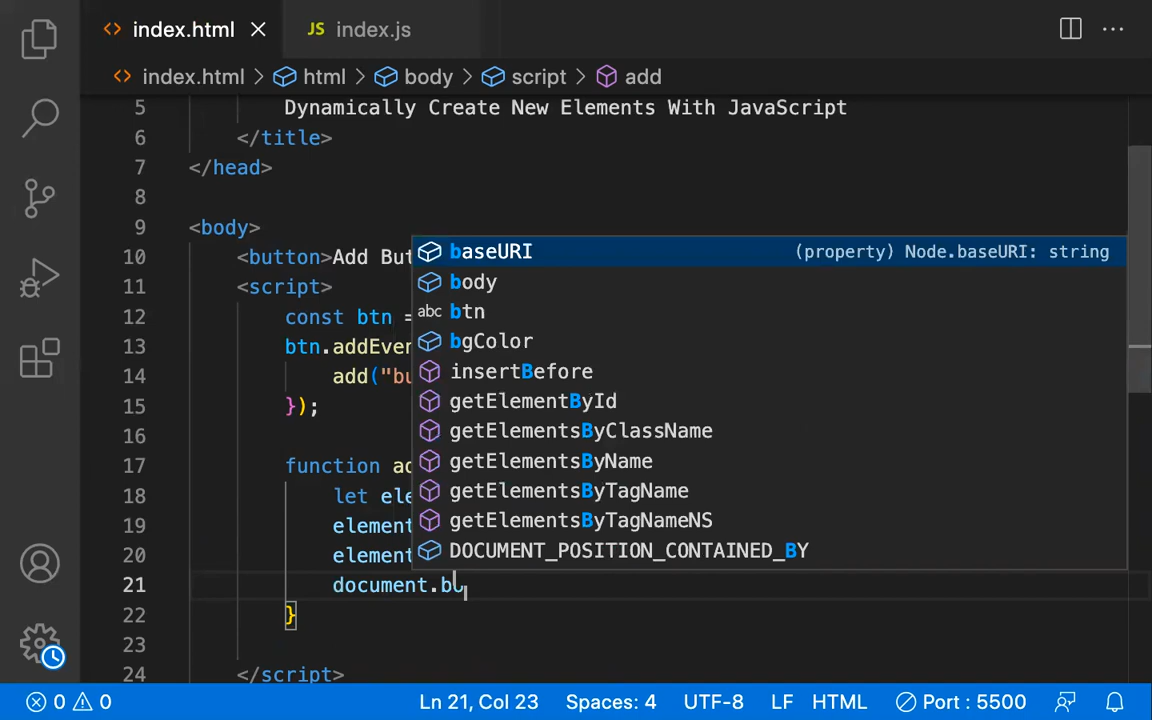 index.html
JS index.js
index.html > html > body > script > add
5 Dynamically Create New Elements With JavaScript
6 </title>
7 </head>
8
9 <body>
10 <button>Add But
11 <script>
12 const btn =
13 btn.addEven
14 add("bu
15 });
16
17 function ad
18 let ele
19 element
20 element
21 document.bo
22 }
23
24 </script>
baseURI (property) Node.baseURI: string
body
abc btn
bgColor
insertBefore
getElementById
getElementsByClassName
getElementsByName
getElementsByTagName
getElementsByTagNameNS
DOCUMENT_POSITION_CONTAINED_BY
0 0 Ln 21, Col 23 Spaces: 4 UTF-8 LF HTML Port : 5500